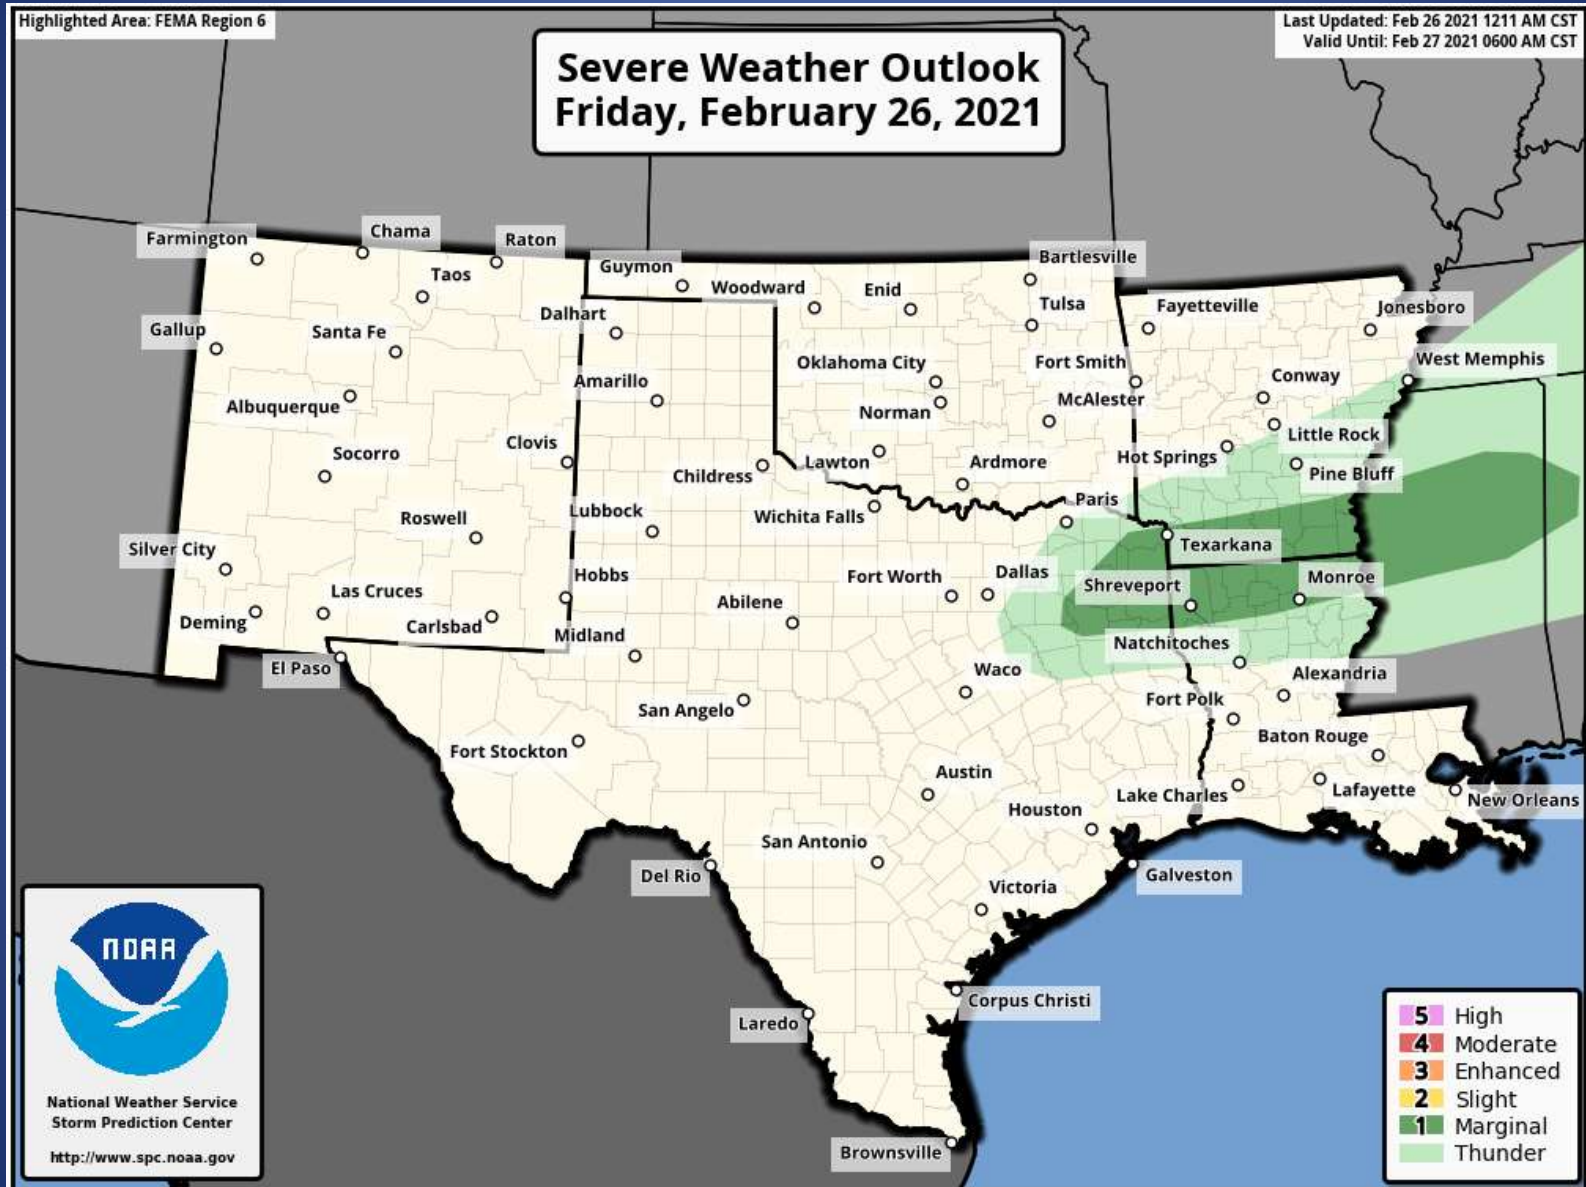 Highlighted Area: FEMA Region 6
Last Updated: Feb 26 2021 1211 AM CST
Valid Until: Feb 27 2021 0600 AM CST
Severe Weather Outlook
Friday, February 26, 2021
Farmington
Chama
Raton
Taos
Guymon
Woodward
Enid
Bartlesville
Tulsa
Fayetteville
Jonesboro
Gallup
Santa Fe
Dalhart
Oklahoma City
Fort Smith
West Memphis
Conway
Albuquerque
Amarillo
Norman
McAlester
Little Rock
Socorro
Clovis
Childress
Lawton
Ardmore
Hot Springs
Pine Bluff
Roswell
Lubbock
Wichita Falls
Paris
Texarkana
Silver City
Las Cruces
Hobbs
Fort Worth
Dallas
Shreveport
Monroe
Deming
Carlsbad
Midland
Abilene
Natchitoches
El Paso
Waco
Alexandria
San Angelo
Fort Polk
Fort Stockton
Baton Rouge
Austin
Houston
Lake Charles
Lafayette
New Orleans
San Antonio
Del Rio
Victoria
Galveston
Corpus Christi
Laredo
Brownsville
NOAA
National Weather Service
Storm Prediction Center
http://www.spc.noaa.gov
5 High
4 Moderate
3 Enhanced
2 Slight
1 Marginal
Thunder